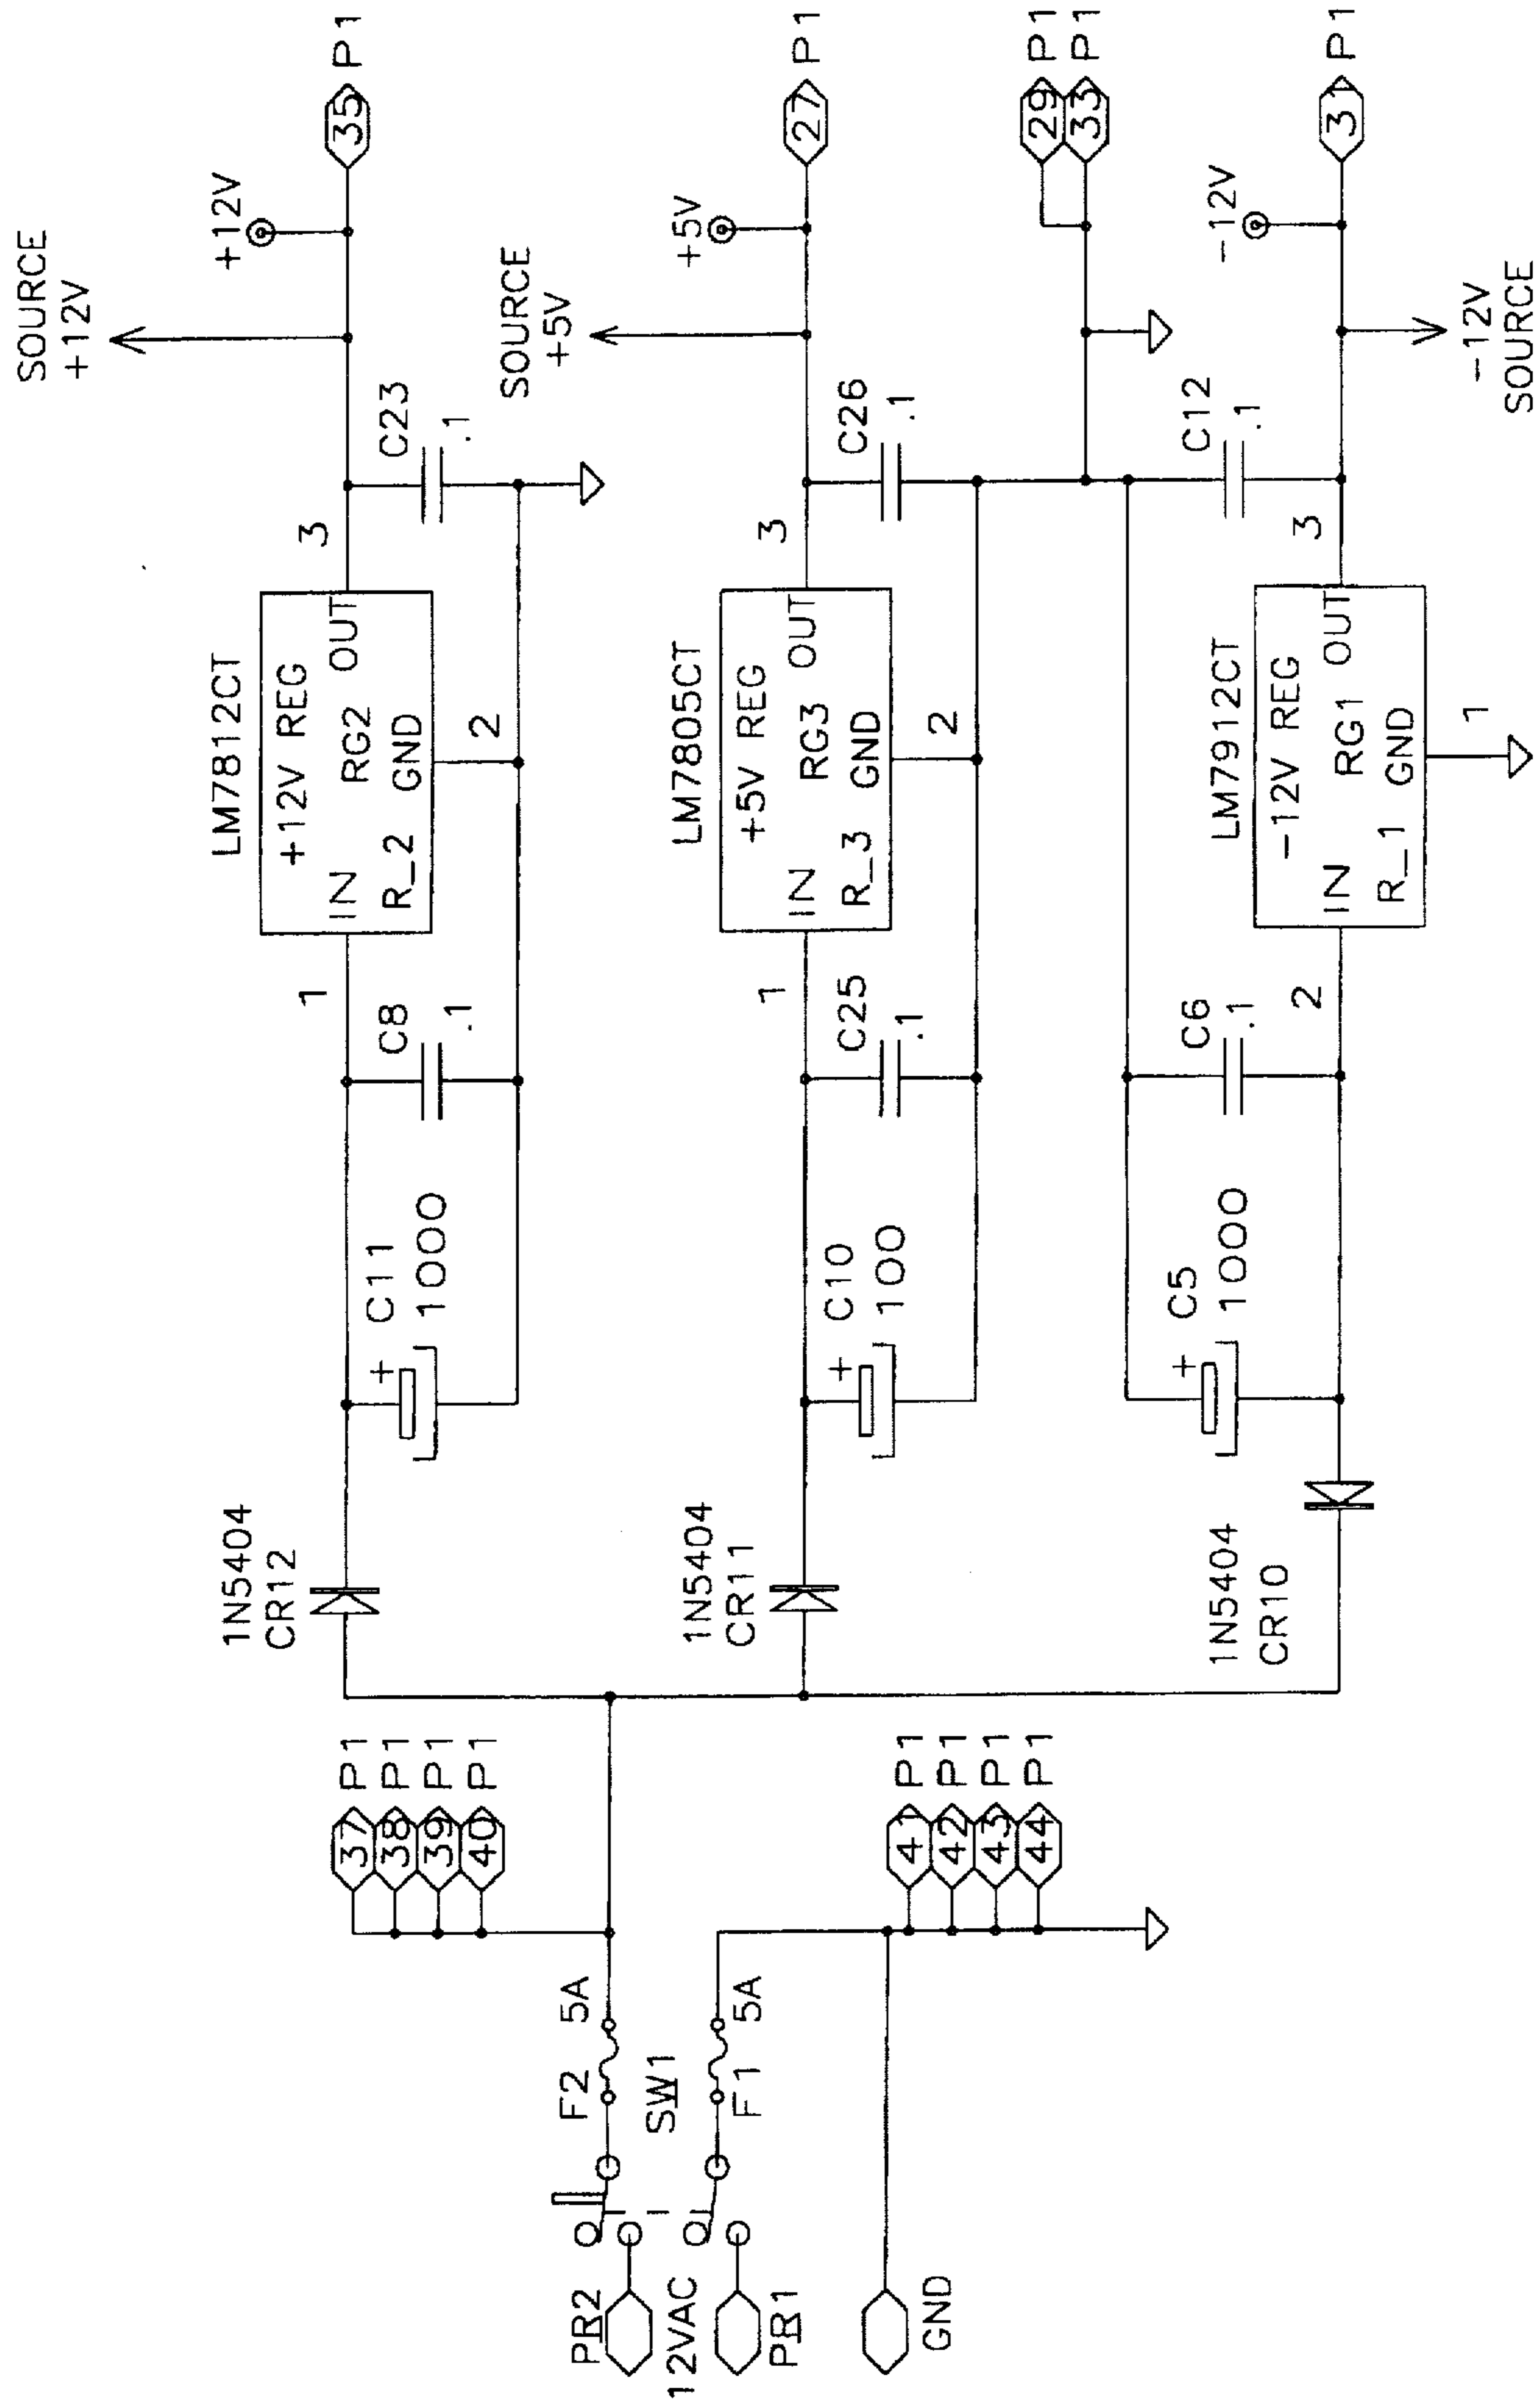 SOURCE
+12V
+12V
35 P1
LM7812CT
+12V REG
IN
OUT
RG2
R_2
GND
1
2
3
C11
1000
+
C8
.1
C23
.1
1N5404
CR12
SOURCE
+5V
+5V
27 P1
LM7805CT
+5V REG
IN
OUT
RG3
R_3
GND
1
2
3
C10
100
+
C25
.1
C26
.1
1N5404
CR11
29 P1
33 P1
-12V
31 P1
-12V
SOURCE
LM7912CT
-12V REG
IN
OUT
RG1
R_1
GND
2
1
3
C5
1000
+
C6
.1
C12
.1
1N5404
CR10
37 P1
38 P1
39 P1
40 P1
41 P1
42 P1
43 P1
44 P1
F2
5A
SW1
F1
5A
PR2
12VAC
PR1
GND